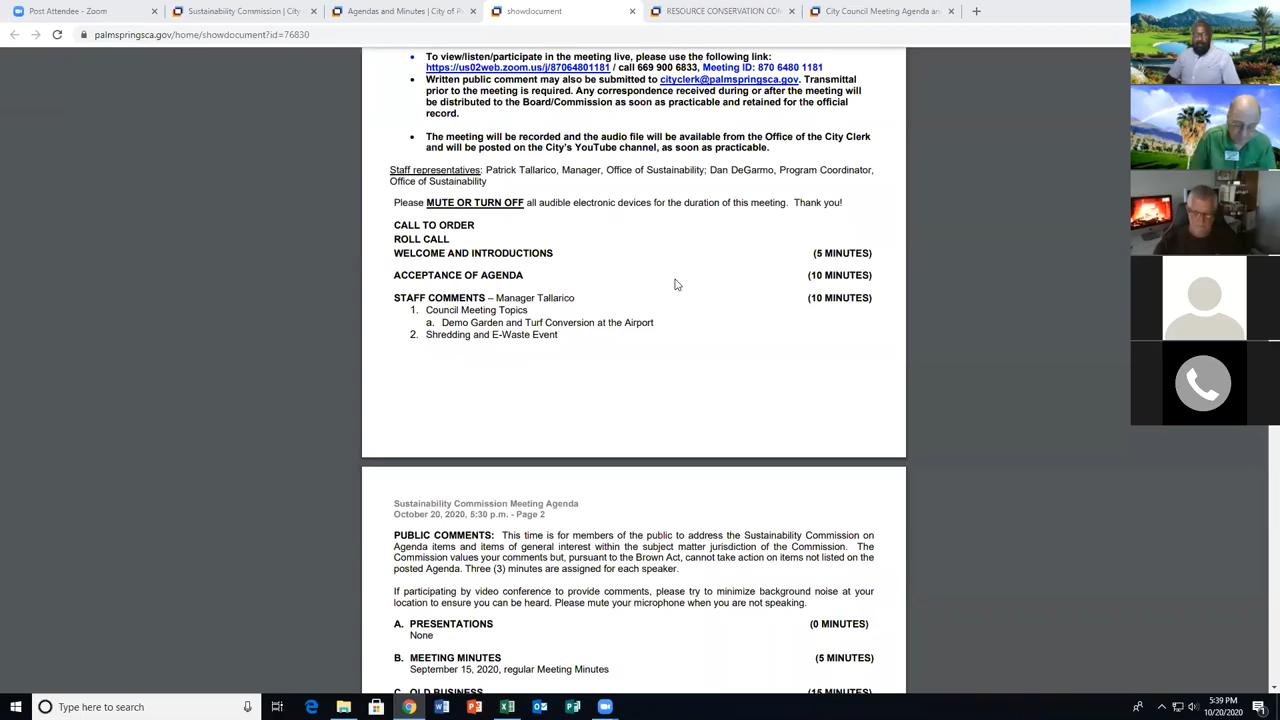 Post Attendee - Zoom
Sustainability Commission | City
Agendas and Minutes | City of P
showdocument
RESOURCE CONSERVATION COM
City Council Meeting Agenda an
palmspringsca.gov/home/showdocument?id=76830
• To view/listen/participate in the meeting live, please use the following link:
https://us02web.zoom.us/j/87064801181 / call 669 900 6833, Meeting ID: 870 6480 1181
• Written public comment may also be submitted to cityclerk@palmspringsca.gov. Transmittal
prior to the meeting is required. Any correspondence received during or after the meeting will
be distributed to the Board/Commission as soon as practicable and retained for the official
record.
• The meeting will be recorded and the audio file will be available from the Office of the City Clerk
and will be posted on the City's YouTube channel, as soon as practicable.
Staff representatives: Patrick Tallarico, Manager, Office of Sustainability; Dan DeGarmo, Program Coordinator,
Office of Sustainability
Please MUTE OR TURN OFF all audible electronic devices for the duration of this meeting. Thank you!
CALL TO ORDER
ROLL CALL
WELCOME AND INTRODUCTIONS (5 MINUTES)
ACCEPTANCE OF AGENDA (10 MINUTES)
STAFF COMMENTS – Manager Tallarico (10 MINUTES)
1. Council Meeting Topics
a. Demo Garden and Turf Conversion at the Airport
2. Shredding and E-Waste Event
Sustainability Commission Meeting Agenda
October 20, 2020, 5:30 p.m. - Page 2
PUBLIC COMMENTS: This time is for members of the public to address the Sustainability Commission on
Agenda items and items of general interest within the subject matter jurisdiction of the Commission. The
Commission values your comments but, pursuant to the Brown Act, cannot take action on items not listed on the
posted Agenda. Three (3) minutes are assigned for each speaker.
If participating by video conference to provide comments, please try to minimize background noise at your
location to ensure you can be heard. Please mute your microphone when you are not speaking.
A. PRESENTATIONS (0 MINUTES)
None
B. MEETING MINUTES (5 MINUTES)
September 15, 2020, regular Meeting Minutes
C. OLD BUSINESS (15 MINUTES)
Type here to search
5:39 PM
10/20/2020